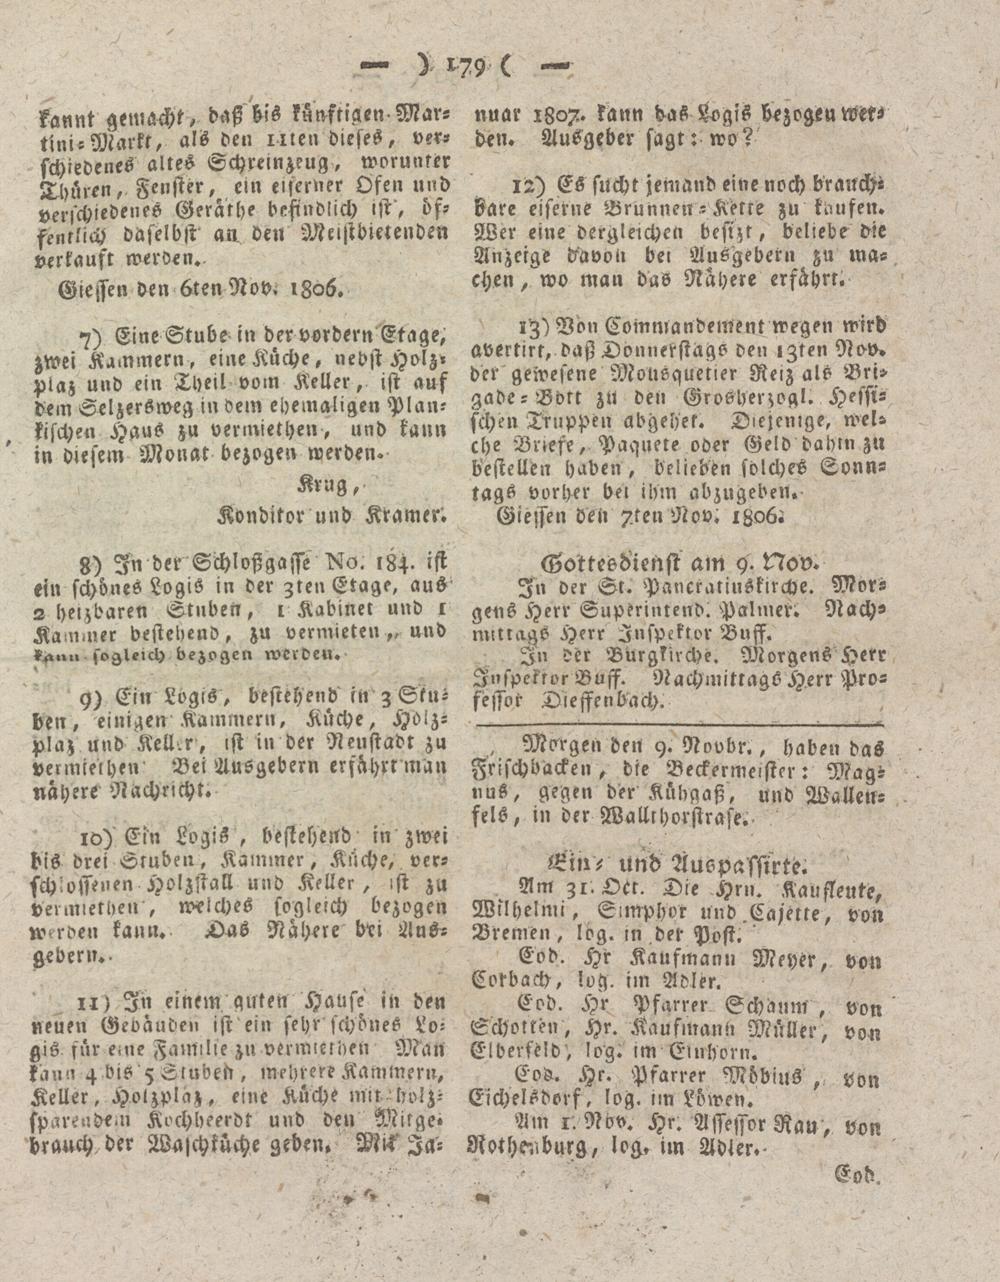 — ) 179 ( —
kannt gemacht, daß bis künftigen Mar-
tini-Markt, als den 11ten dieses, ver-
schiedenes altes Schreinzeug, worunter
Thüren, Fenster, ein eiserner Ofen und
verschiedenes Geräthe befindlich ist, öf-
fentlich daselbst an den Meistbietenden
verkauft werden.
Giessen den 6ten Nov. 1806.
7) Eine Stube in der vordern Etage,
zwei Kammern, eine Küche, nebst Holz-
plaz und ein Theil vom Keller, ist auf
dem Selzersweg in dem ehemaligen Plan-
kischen Haus zu vermiethen, und kann
in diesem Monat bezogen werden.
Krug,
Konditor und Kramer.
8) In der Schloßgasse No. 184. ist
ein schönes Logis in der 3ten Etage, aus
2 heizbaren Stuben, 1 Kabinet und 1
Kammer bestehend, zu vermieten, und
kann sogleich bezogen werden.
9) Ein Logis, bestehend in 3 Stu-
ben, einigen Kammern, Küche, Holz-
plaz und Keller, ist in der Neustadt zu
vermiethen Bei Ausgebern erfährt man
nähere Nachricht.
10) Ein Logis, bestehend in zwei
bis drei Stuben, Kammer, Küche, ver-
schlossenen Holzstall und Keller, ist zu
vermiethen, welches sogleich bezogen
werden kann. Das Nähere bei Aus-
gebern.
11) In einem guten Hause in den
neuen Gebäuden ist ein sehr schönes Lo-
gis für eine Familie zu vermiethen Man
kann 4 bis 5 Stuben, mehrere Kammern,
Keller, Holzplaz, eine Küche mit holz-
sparendem Kochheerdt und den Mitge-
brauch der Waschküche geben. Mit Ja-
nuar 1807. kann das Logis bezogen wer-
den. Ausgeber sagt: wo?
12) Es sucht jemand eine noch brauch-
bare eiserne Brunnen-Kette zu kaufen.
Wer eine dergleichen besizt, beliebe die
Anzeige davon bei Ausgebern zu ma-
chen, wo man das Nähere erfährt.
13) Von Commandement wegen wird
avertirt, daß Donnerstags den 13ten Nov.
der gewesene Mousquetier Reiz als Bri-
gade-Bott zu den Grosherzogl. Hessi-
schen Truppen abgehet. Diejenige, wel-
che Briefe, Paquete oder Geld dahin zu
bestellen haben, belieben solches Sonn-
tags vorher bei ihm abzugeben.
Giessen den 7ten Nov. 1806.
Gottesdienst am 9. Nov.
In der St. Pancratiuskirche. Mor-
gens Herr Superintend. Palmer. Nach-
mittags Herr Inspektor Buff.
In der Burgkirche. Morgens Herr
Inspektor Buff. Nachmittags Herr Pro-
fessor Dieffenbach.
Morgen den 9. Novbr., haben das
Frischbacken, die Beckermeister: Mag-
nus, gegen der Kühgaß, und Wallen-
fels, in der Wallthorstrase.
Ein- und Auspassirte.
Am 31. Oct. Die Hrn. Kaufleute,
Wilhelmi, Simphor und Cajette, von
Bremen, log. in der Post.
Eod. Hr Kaufmann Meyer, von
Corbach, log. im Adler.
Eod. Hr. Pfarrer Schaum, von
Schotten, Hr. Kaufmann Müller, von
Elberfeld, log. im Einhorn.
Eod. Hr. Pfarrer Möbius, von
Eichelsdorf, log. im Löwen.
Am 1. Nov. Hr. Assessor Rau, von
Rothenburg, log. im Adler.
Eod.